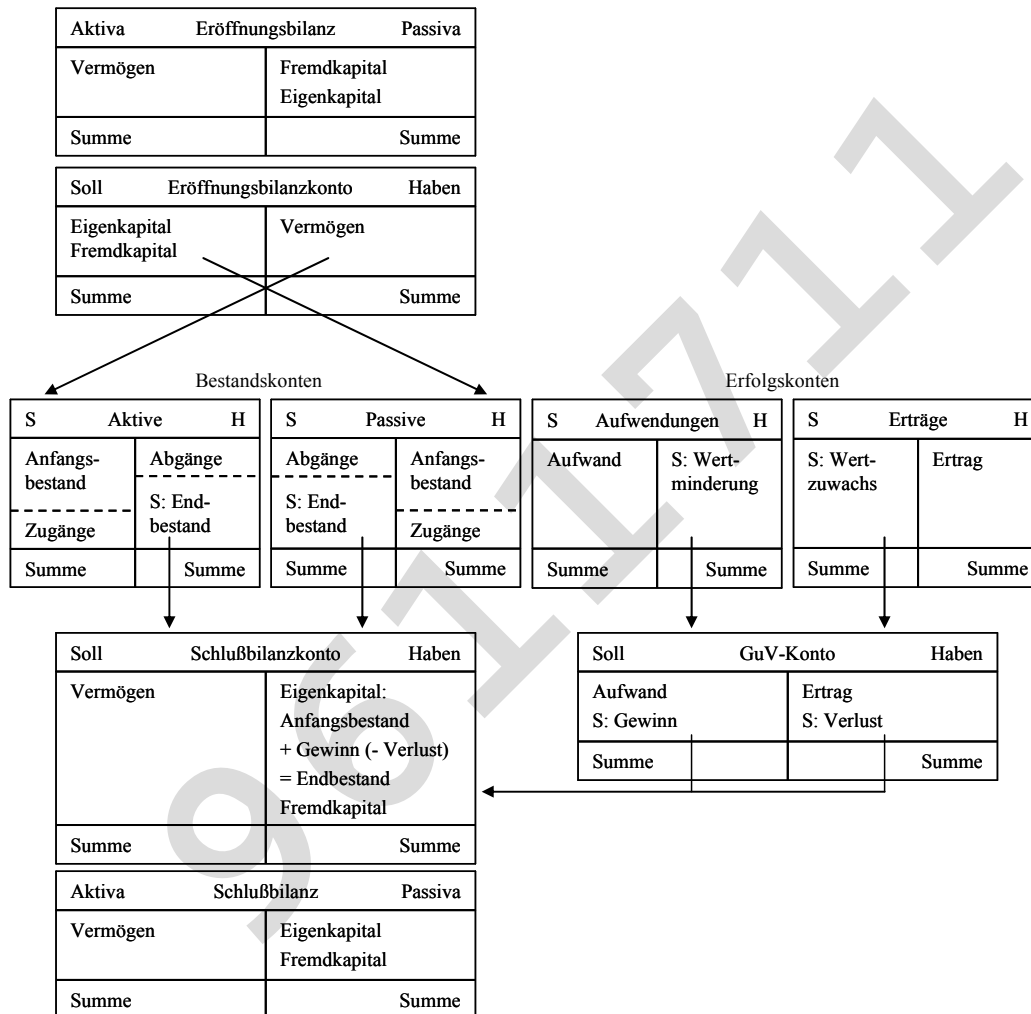 Aktiva Eröffnungsbilanz Passiva
Vermögen
Fremdkapital
Eigenkapital
Summe Summe
Soll Eröffnungsbilanzkonto Haben
Eigenkapital
Fremdkapital
Vermögen
Summe Summe
Bestandskonten Erfolgskonten
S Aktive H
Anfangs-
bestand
Zugänge
Abgänge
S: End-
bestand
Summe Summe
S Passive H
Abgänge
S: End-
bestand
Anfangs-
bestand
Zugänge
Summe Summe
S Aufwendungen H
Aufwand
S: Wert-
minderung
Summe Summe
S Erträge H
S: Wert-
zuwachs
Ertrag
Summe Summe
Soll Schlußbilanzkonto Haben
Vermögen
Eigenkapital:
Anfangsbestand
+ Gewinn (- Verlust)
= Endbestand
Fremdkapital
Summe Summe
Soll GuV-Konto Haben
Aufwand
S: Gewinn
Ertrag
S: Verlust
Summe Summe
Aktiva Schlußbilanz Passiva
Vermögen
Eigenkapital
Fremdkapital
Summe Summe
9611711